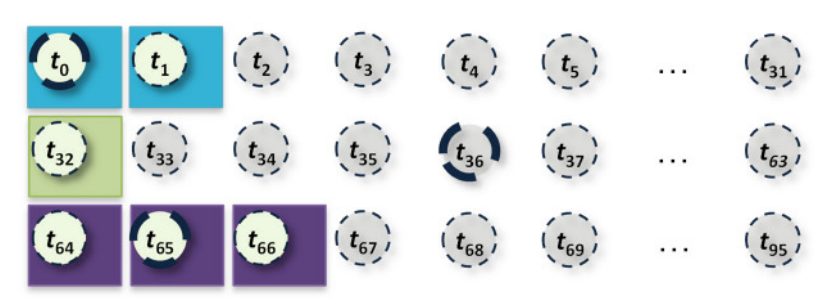 t0 t1 t2 t3 t4 t5 ... t31
t32 t33 t34 t35 t36 t37 ... t63
t64 t65 t66 t67 t68 t69 ... t95